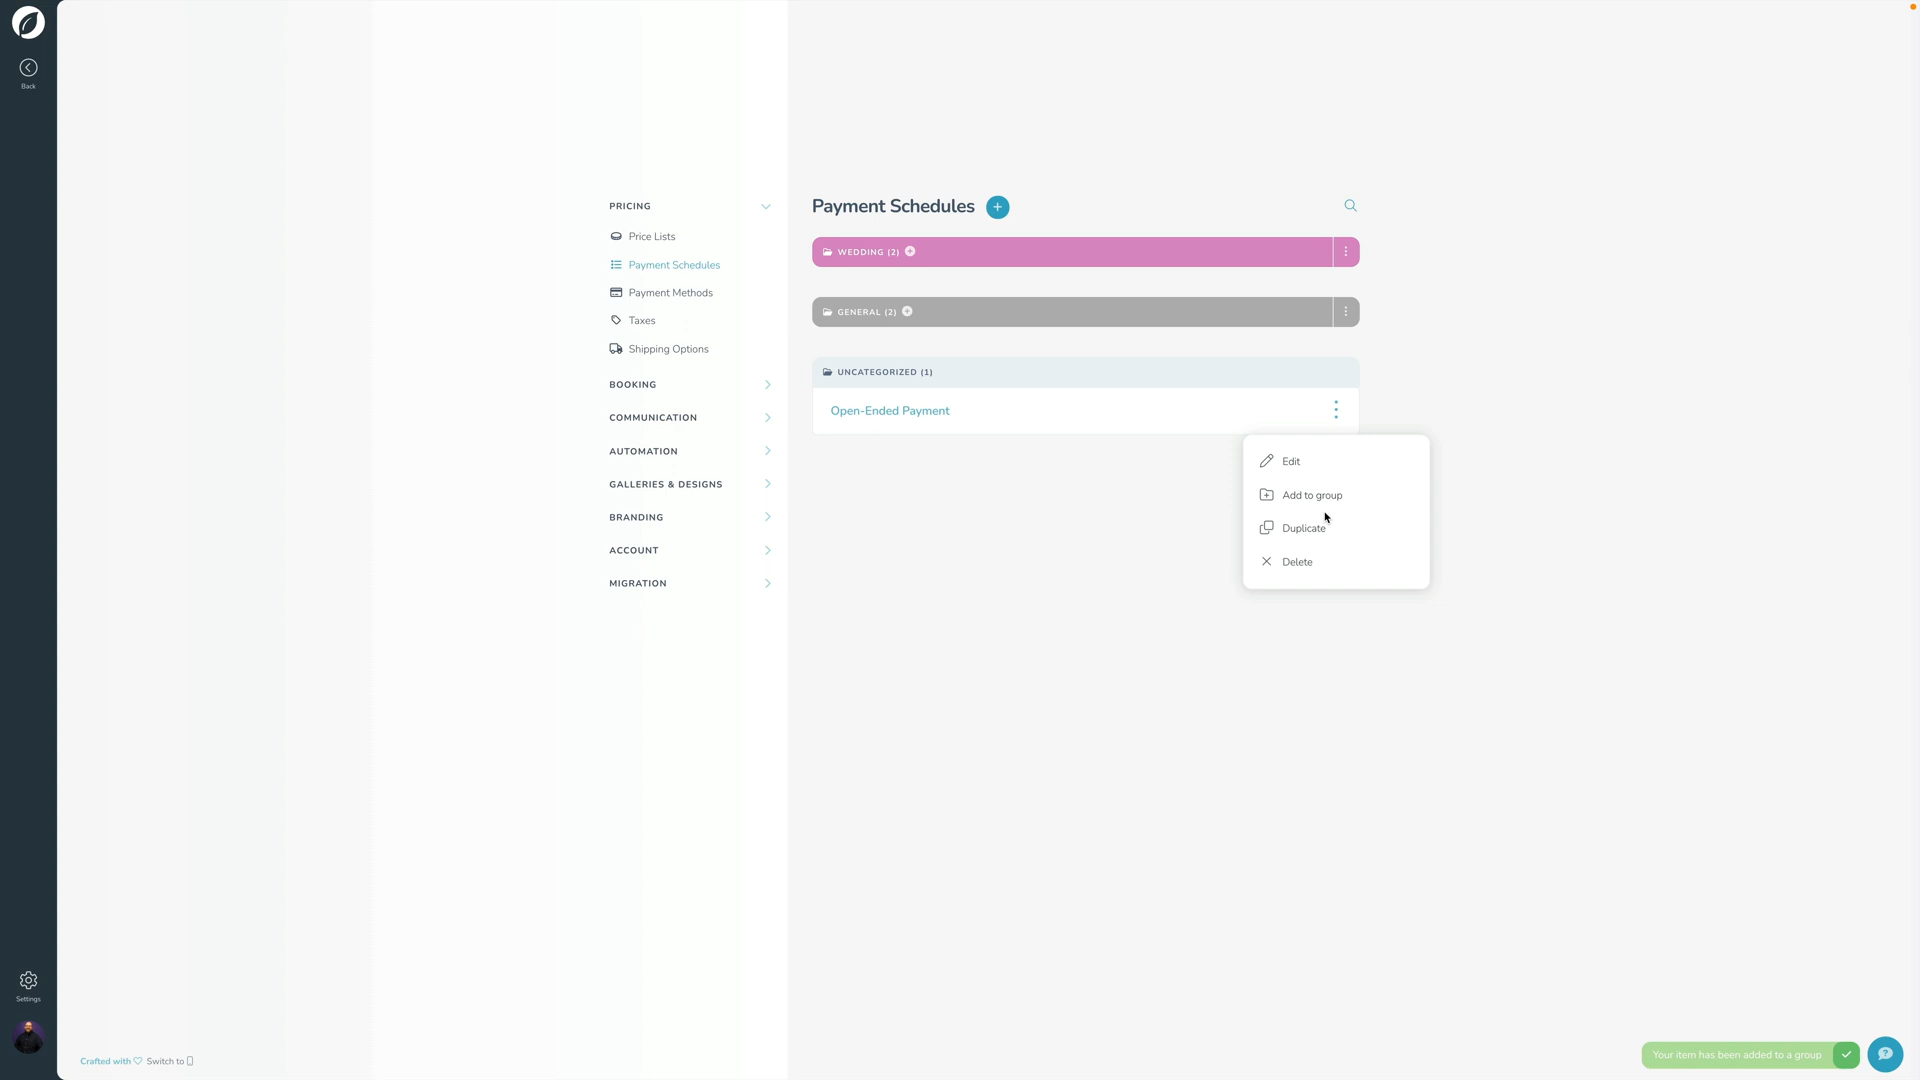 Back
PRICING
Price Lists
Payment Schedules
Payment Methods
Taxes
Shipping Options
BOOKING
COMMUNICATION
AUTOMATION
GALLERIES & DESIGNS
BRANDING
ACCOUNT
MIGRATION
Payment Schedules
WEDDING (2)
GENERAL (2)
UNCATEGORIZED (1)
Open-Ended Payment
Edit
Add to group
Duplicate
Delete
Settings
Crafted with Switch to
Your item has been added to a group